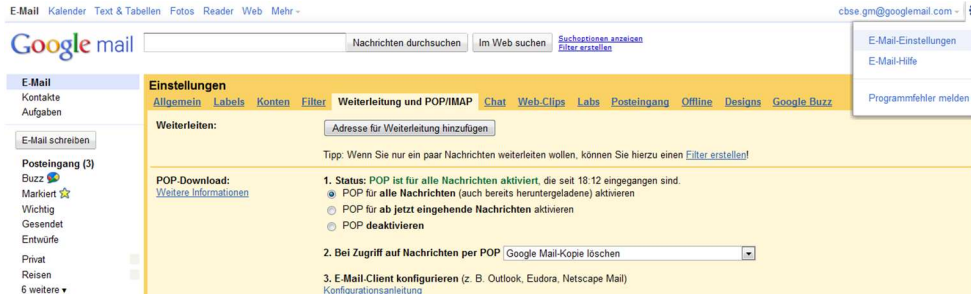 E-Mail Kalender Text & Tabellen Fotos Reader Web Mehr
cbse.gm@googlemail.com
Google mail
Nachrichten durchsuchen
Im Web suchen
Suchoptionen anzeigen
Filter erstellen
E-Mail-Einstellungen
E-Mail-Hilfe
Programmfehler melden
E-Mail
Kontakte
Aufgaben
E-Mail schreiben
Posteingang (3)
Buzz
Markiert
Wichtig
Gesendet
Entwürfe
Privat
Reisen
6 weitere ▾
Einstellungen
Allgemein Labels Konten Filter Weiterleitung und POP/IMAP Chat Web-Clips Labs Posteingang Offline Designs Google Buzz
Weiterleiten:
Adresse für Weiterleitung hinzufügen
Tipp: Wenn Sie nur ein paar Nachrichten weiterleiten wollen, können Sie hierzu einen Filter erstellen!
POP-Download:
Weitere Informationen
1. Status: POP ist für alle Nachrichten aktiviert, die seit 18:12 eingegangen sind.
POP für alle Nachrichten (auch bereits heruntergeladene) aktivieren
POP für ab jetzt eingehende Nachrichten aktivieren
POP deaktivieren
2. Bei Zugriff auf Nachrichten per POP Google Mail-Kopie löschen
3. E-Mail-Client konfigurieren (z. B. Outlook, Eudora, Netscape Mail)
Konfigurationsanleitung